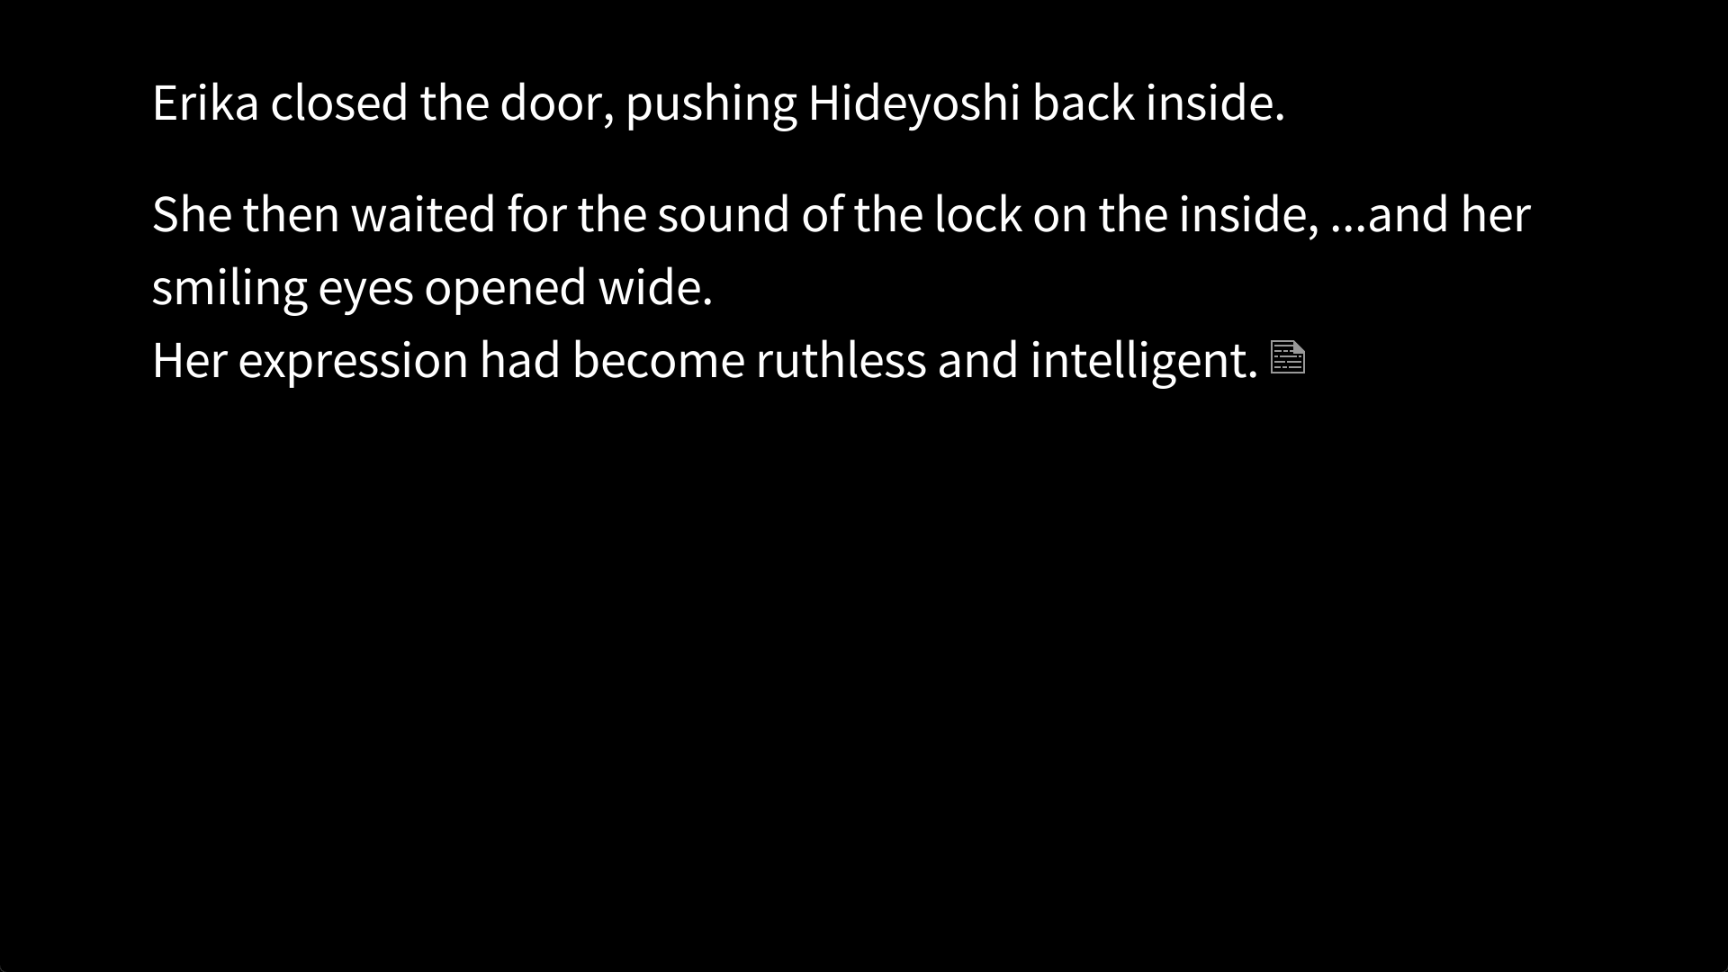 Erika closed the door, pushing Hideyoshi back inside.
She then waited for the sound of the lock on the inside, ...and her
smiling eyes opened wide.
Her expression had become ruthless and intelligent.